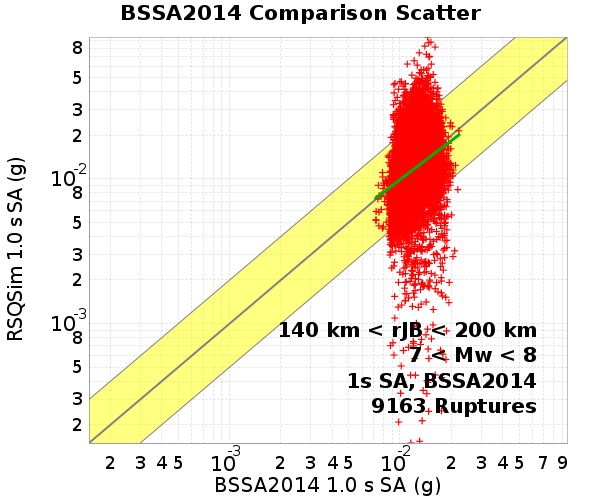 BSSA2014 Comparison Scatter
RSQSim 1.0 s SA (g)
8
5
3
2
10-2
8
5
3
2
10-3
8
5
3
2
140 km < rJB < 200 km
7 < Mw < 8
1s SA, BSSA2014
9163 Ruptures
2 3 4 5 10-3 2 3 4 5 10-2 2 3 4 5 7 9
BSSA2014 1.0 s SA (g)